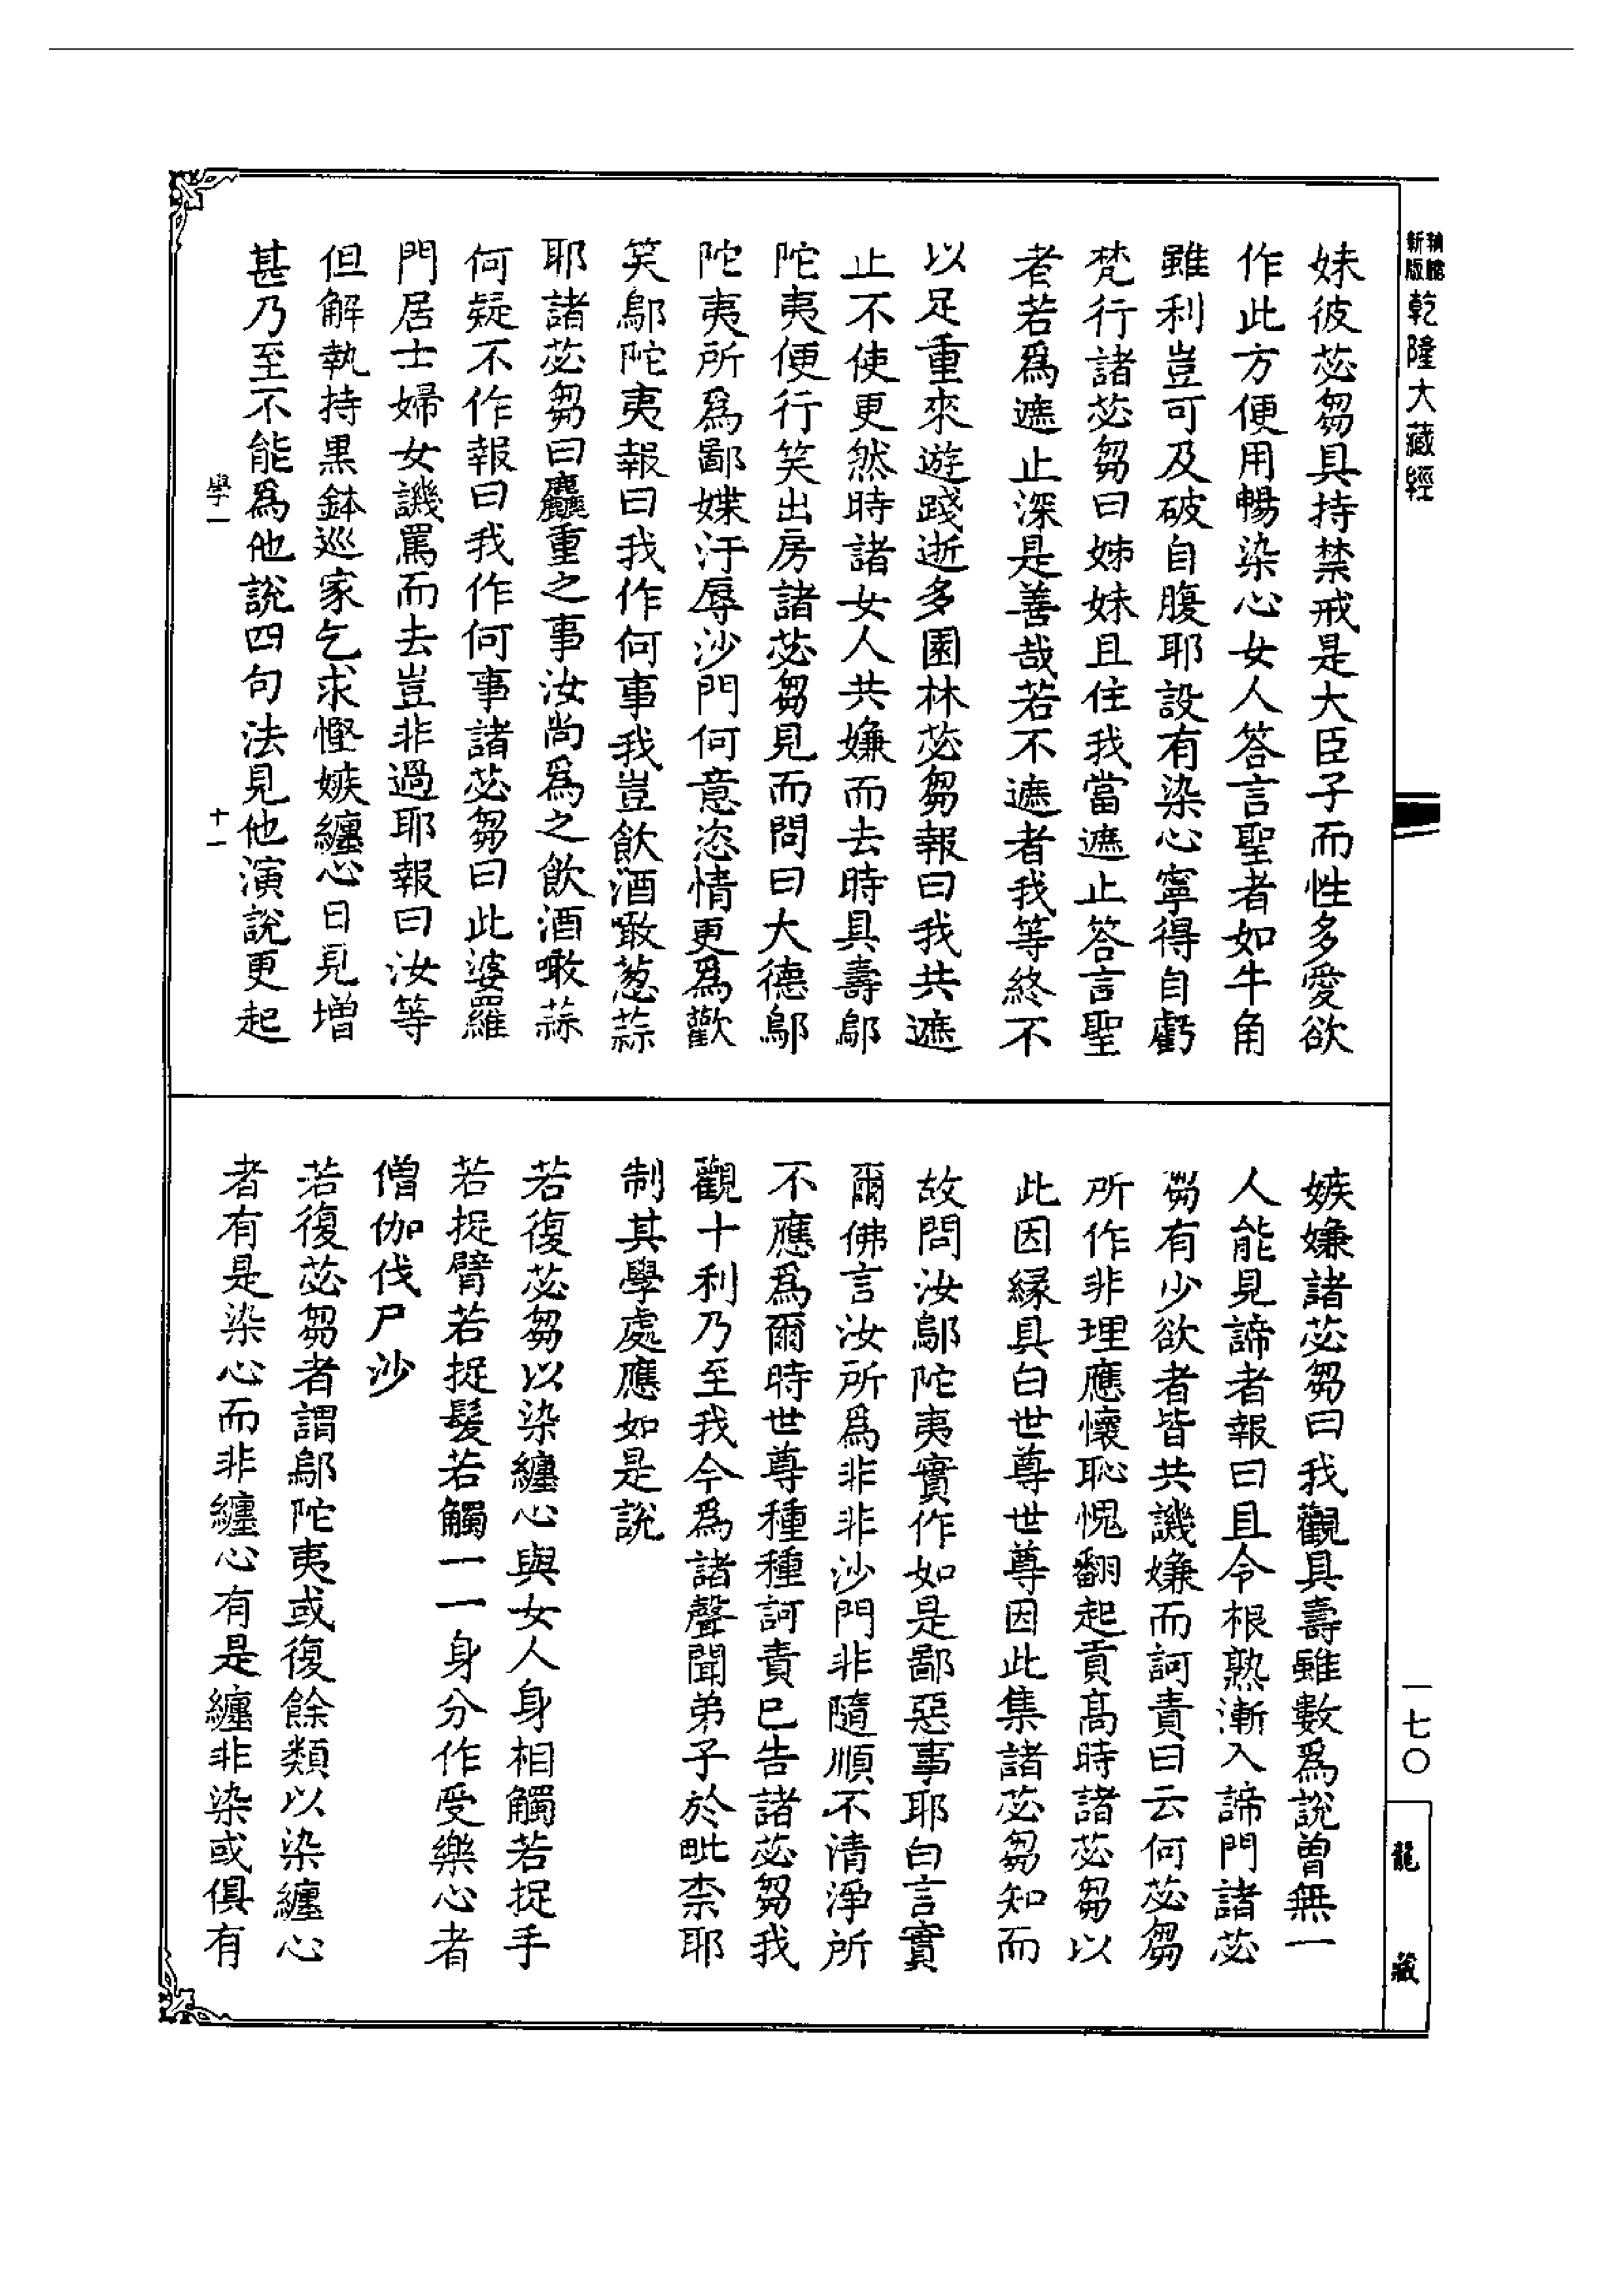 新版
乾隆大藏經
一七〇
龍藏
妹彼苾芻具持禁戒是大臣子而性多愛欲
作此方便用暢染心女人答言聖者如牛角
雖利豈可及破自腹耶設有染心寧得自虧
梵行諸苾芻曰姊妹且住我當遮止答言聖
者若爲遮止深是善哉若不遮者我等終不
以足重來遊踐逝多園林苾芻報曰我共遮
止不使更然時諸女人共嫌而去時具壽鄔
陀夷便行笑出房諸苾芻見而問曰大德鄔
陀夷所爲鄙媟汙辱沙門何意恣情更爲歡
笑鄔陀夷報曰我作何事我豈飲酒噉葱蒜
耶諸苾芻曰麤重之事汝尚爲之飲酒噉蒜
何疑不作報曰我作何事諸苾芻曰此婆羅
門居士婦女譏罵而去豈非過耶報曰汝等
但解執持黑鉢巡家乞求慳嫉纏心日見增
甚乃至不能爲他說四句法見他演說更起
學一
十一
嫉嫌諸苾芻曰我觀具壽雖數爲說曾無一
人能見諦者報曰且令根熟漸入諦門諸苾
芻有少欲者皆共譏嫌而訶責曰云何苾芻
所作非理應懷恥愧翻起貢高時諸苾芻以
此因緣具白世尊世尊因此集諸苾芻知而
故問汝鄔陀夷實作如是鄙惡事耶白言實
爾佛言汝所爲非非沙門非隨順不清淨所
不應爲爾時世尊種種訶責已告諸苾芻我
觀十利乃至我今爲諸聲聞弟子於毗柰耶
制其學處應如是說
若復苾芻以染纏心與女人身相觸若捉手
若捉臂若捉髮若觸一一身分作受樂心者
僧伽伐尸沙
若復苾芻者謂鄔陀夷或復餘類以染纏心
者有是染心而非纏心有是纏非染或俱有